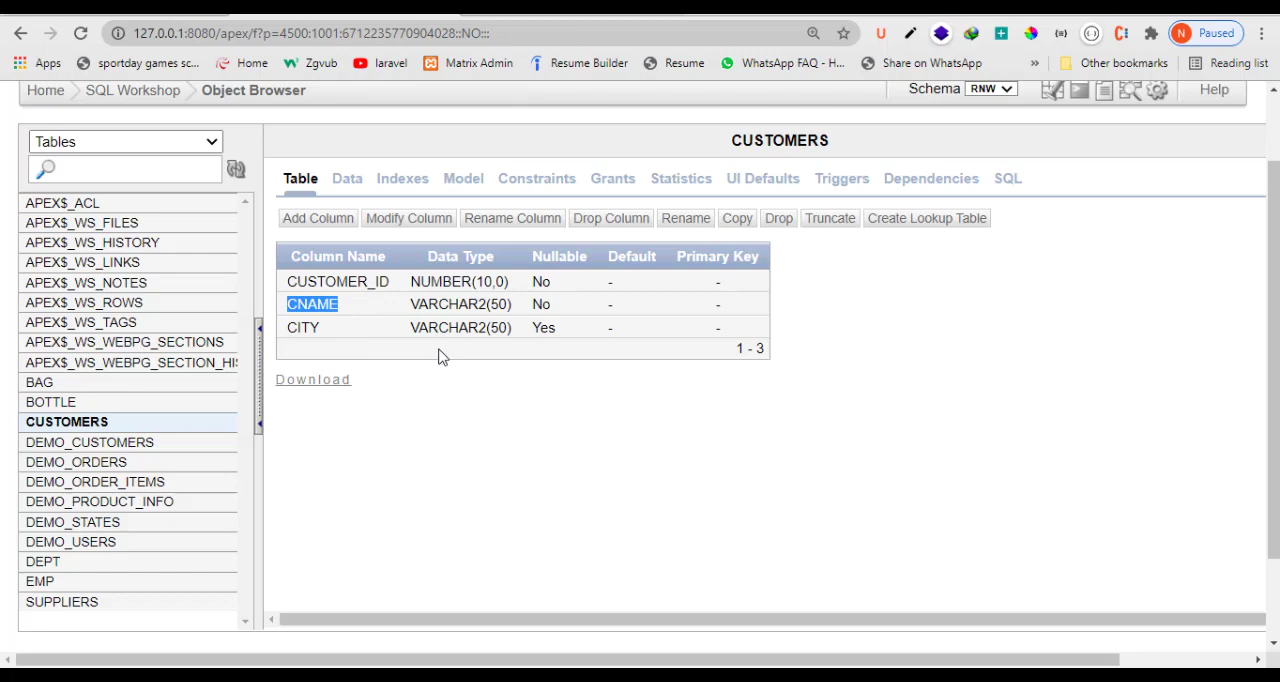 127.0.0.1:8080/apex/f?p=4500:1001:6712235770904028::NO:::
N Paused
Apps sportday games sc... Home Zgvub laravel Matrix Admin Resume Builder Resume WhatsApp FAQ - H... Share on WhatsApp » Other bookmarks Reading list
Home SQL Workshop Object Browser Schema RNW Help
Tables
CUSTOMERS
Table Data Indexes Model Constraints Grants Statistics UI Defaults Triggers Dependencies SQL
Add Column Modify Column Rename Column Drop Column Rename Copy Drop Truncate Create Lookup Table
Column Name Data Type Nullable Default Primary Key
CUSTOMER_ID NUMBER(10,0) No - -
CNAME VARCHAR2(50) No - -
CITY VARCHAR2(50) Yes - -
1 - 3
Download
APEX$_ACL
APEX$_WS_FILES
APEX$_WS_HISTORY
APEX$_WS_LINKS
APEX$_WS_NOTES
APEX$_WS_ROWS
APEX$_WS_TAGS
APEX$_WS_WEBPG_SECTIONS
APEX$_WS_WEBPG_SECTION_HI
BAG
BOTTLE
CUSTOMERS
DEMO_CUSTOMERS
DEMO_ORDERS
DEMO_ORDER_ITEMS
DEMO_PRODUCT_INFO
DEMO_STATES
DEMO_USERS
DEPT
EMP
SUPPLIERS